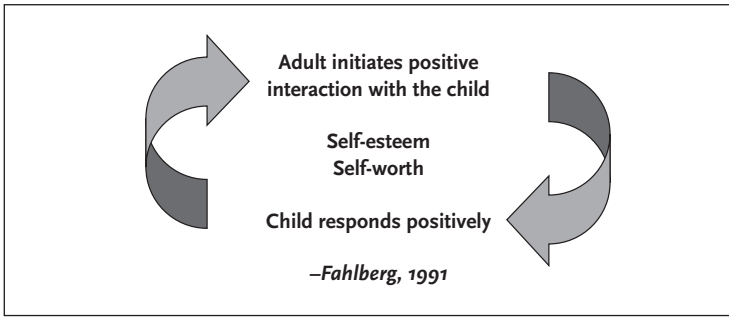 Adult initiates positive
interaction with the child
Self-esteem
Self-worth
Child responds positively
–Fahlberg, 1991